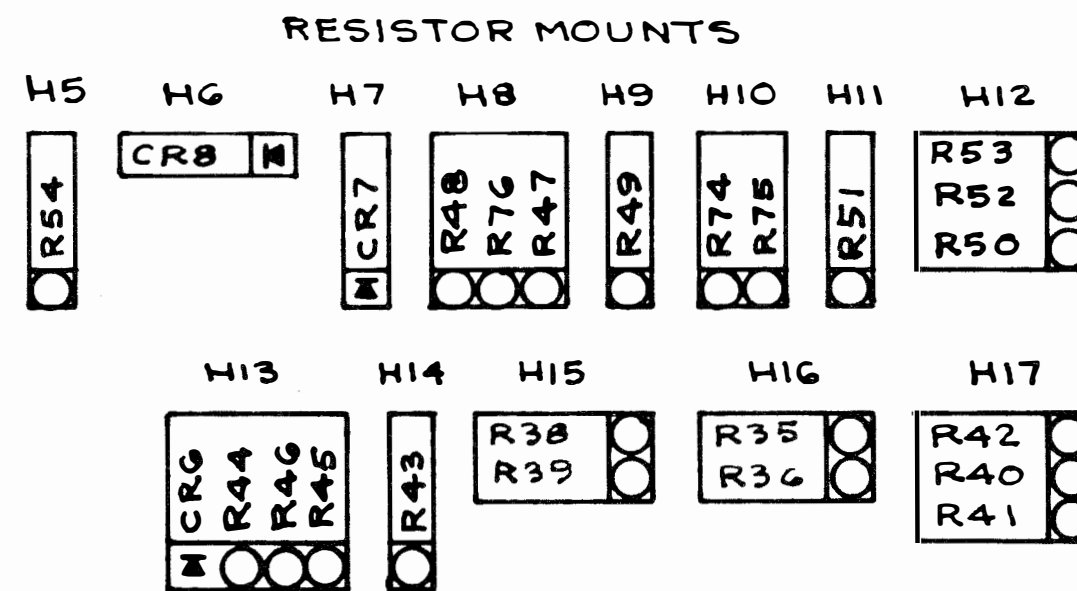 RESISTOR MOUNTS
H5 H6 H7 H8 H9 H10 H11 H12
R54
CR8
CR7
R48
R76
R47
R49
R74
R75
R51
R53
R52
R50
H13 H14 H15 H16 H17
CR6
R44
R46
R45
R43
R38
R39
R35
R36
R42
R40
R41